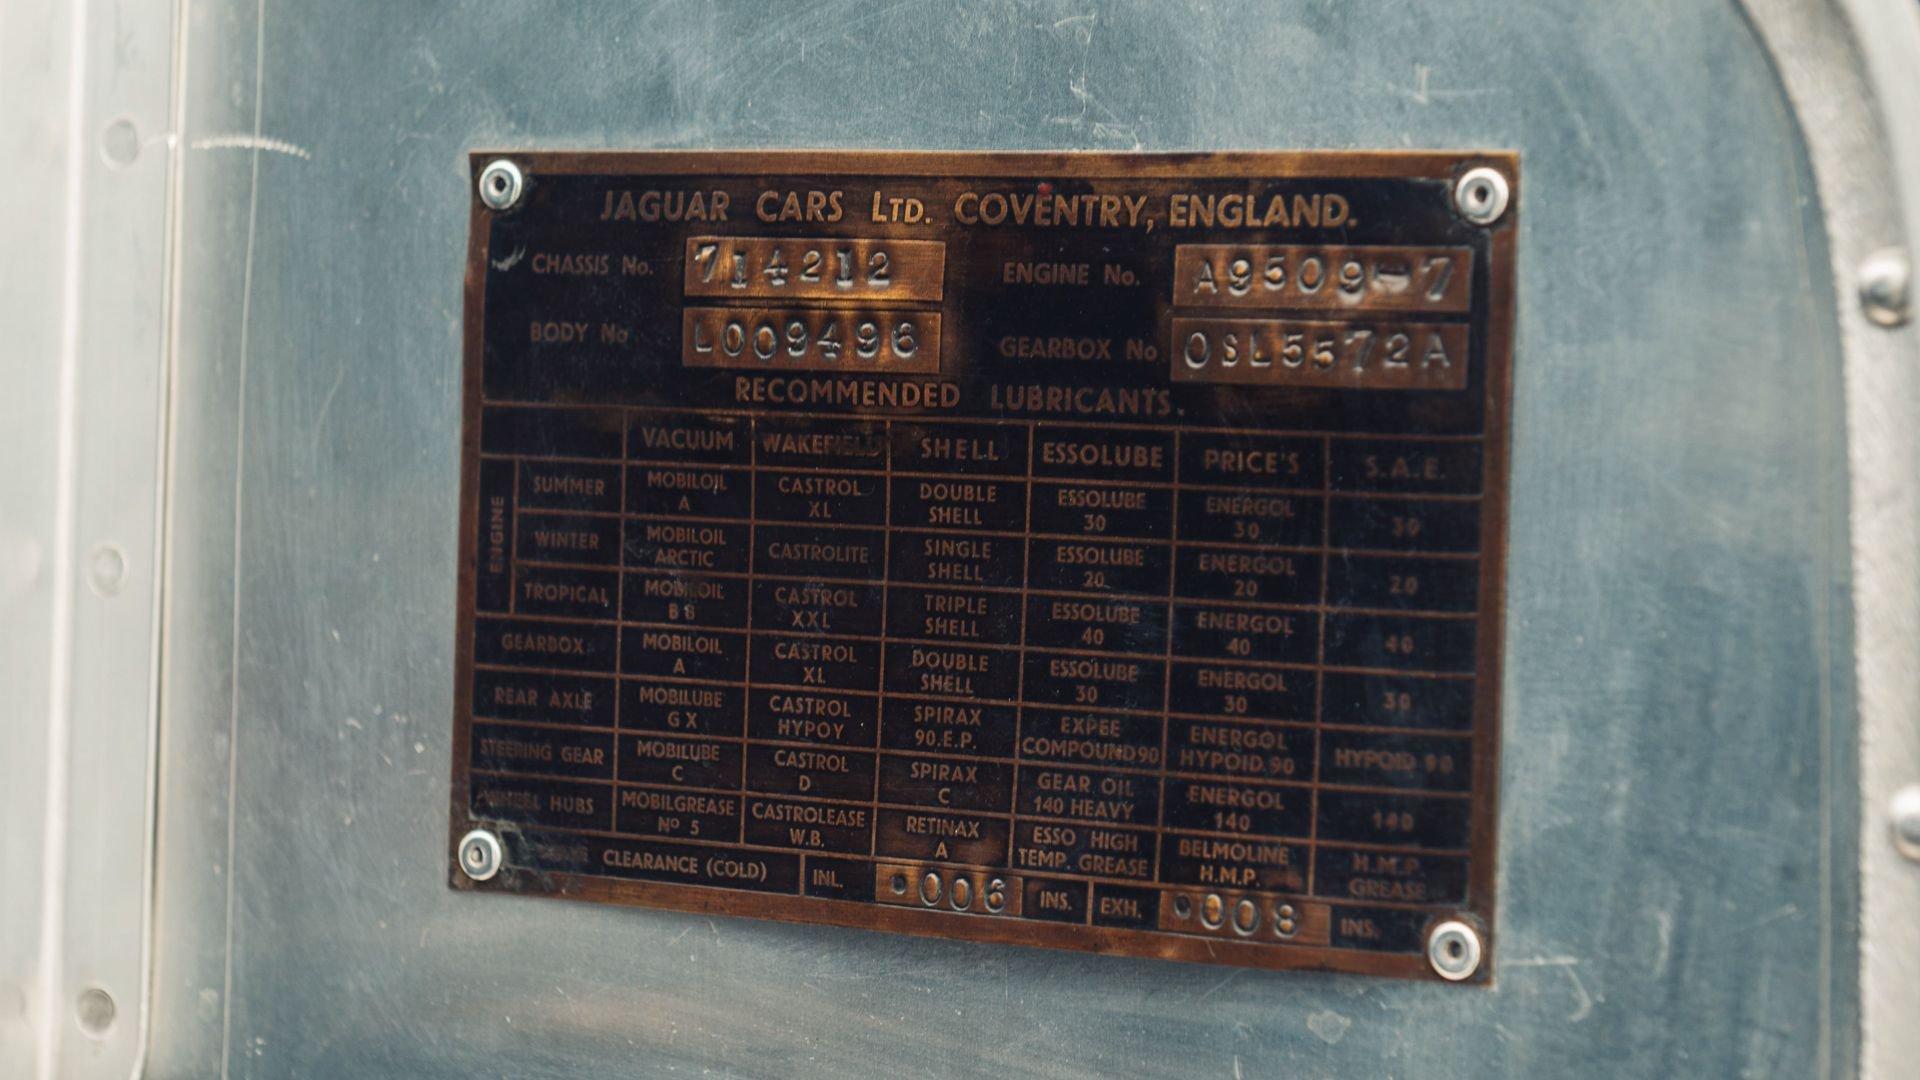 JAGUAR CARS LTD. COVENTRY, ENGLAND.
CHASSIS No. 714212 ENGINE No. A9509-7
BODY No L009496 GEARBOX No OSL5572A
RECOMMENDED LUBRICANTS.
VACUUM WAKEFIELD SHELL ESSOLUBE PRICE'S S.A.E.
ENGINE
SUMMER MOBILOIL A CASTROL XL DOUBLE SHELL ESSOLUBE 30 ENERGOL 30 30
WINTER MOBILOIL ARCTIC CASTROLITE SINGLE SHELL ESSOLUBE 20 ENERGOL 20 20
TROPICAL MOBILOIL BB CASTROL XXL TRIPLE SHELL ESSOLUBE 40 ENERGOL 40 40
GEARBOX MOBILOIL A CASTROL XL DOUBLE SHELL ESSOLUBE 30 ENERGOL 30 30
REAR AXLE MOBILUBE GX CASTROL HYPOY SPIRAX 90.E.P. EXPEE COMPOUND 90 ENERGOL HYPOID 90 HYPOID 90
STEERING GEAR MOBILUBE C CASTROL D SPIRAX C GEAR OIL 140 HEAVY ENERGOL 140 140
WHEEL HUBS MOBILGREASE No 5 CASTROLEASE W.B. RETINAX A ESSO HIGH TEMP. GREASE BELMOLINE H.M.P. H.M.P. GREASE
CLEARANCE (COLD) INL. .006 INS. EXH. .008 INS.